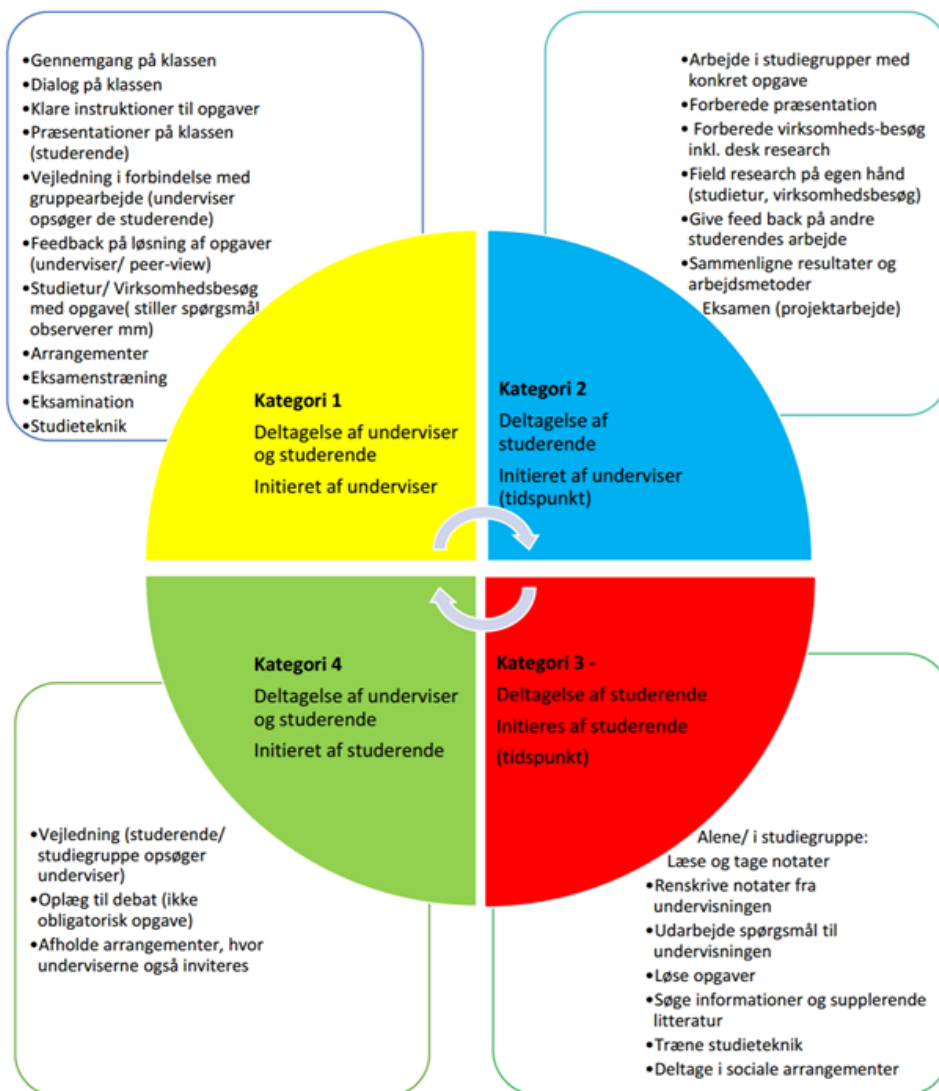 •Gennemgang på klassen
•Dialog på klassen
•Klare instruktioner til opgaver
•Præsentationer på klassen
(studerende)
•Vejledning i forbindelse med
gruppearbejde (underviser
opsøger de studerende)
•Feedback på løsning af opgaver
(underviser/ peer-view)
•Studietur/ Virksomhedsbesøg
med opgave( stiller spørgsmål
observerer mm)
•Arrangementer
•Eksamenstræning
•Eksamination
•Studieteknik
•Arbejde i studiegrupper med
konkret opgave
•Forberede præsentation
• Forberede virksomheds-besøg
inkl. desk research
•Field research på egen hånd
(studietur, virksomhedsbesøg)
•Give feed back på andre
studerendes arbejde
•Sammenligne resultater og
arbejdsmetoder
Eksamen (projektarbejde)
Kategori 1
Deltagelse af underviser
og studerende
Initieret af underviser
Kategori 2
Deltagelse af
studerende
Initieret af underviser
(tidspunkt)
Kategori 4
Deltagelse af underviser
og studerende
Initieret af studerende
Kategori 3 -
Deltagelse af studerende
Initieres af studerende
(tidspunkt)
•Vejledning (studerende/
studiegruppe opsøger
underviser)
•Oplæg til debat (ikke
obligatorisk opgave)
•Afholde arrangementer, hvor
underviserne også inviteres
Alene/ i studiegruppe:
Læse og tage notater
•Renskrive notater fra
undervisningen
•Udarbejde spørgsmål til
undervisningen
•Løse opgaver
•Søge informationer og supplerende
litteratur
•Træne studieteknik
•Deltage i sociale arrangementer